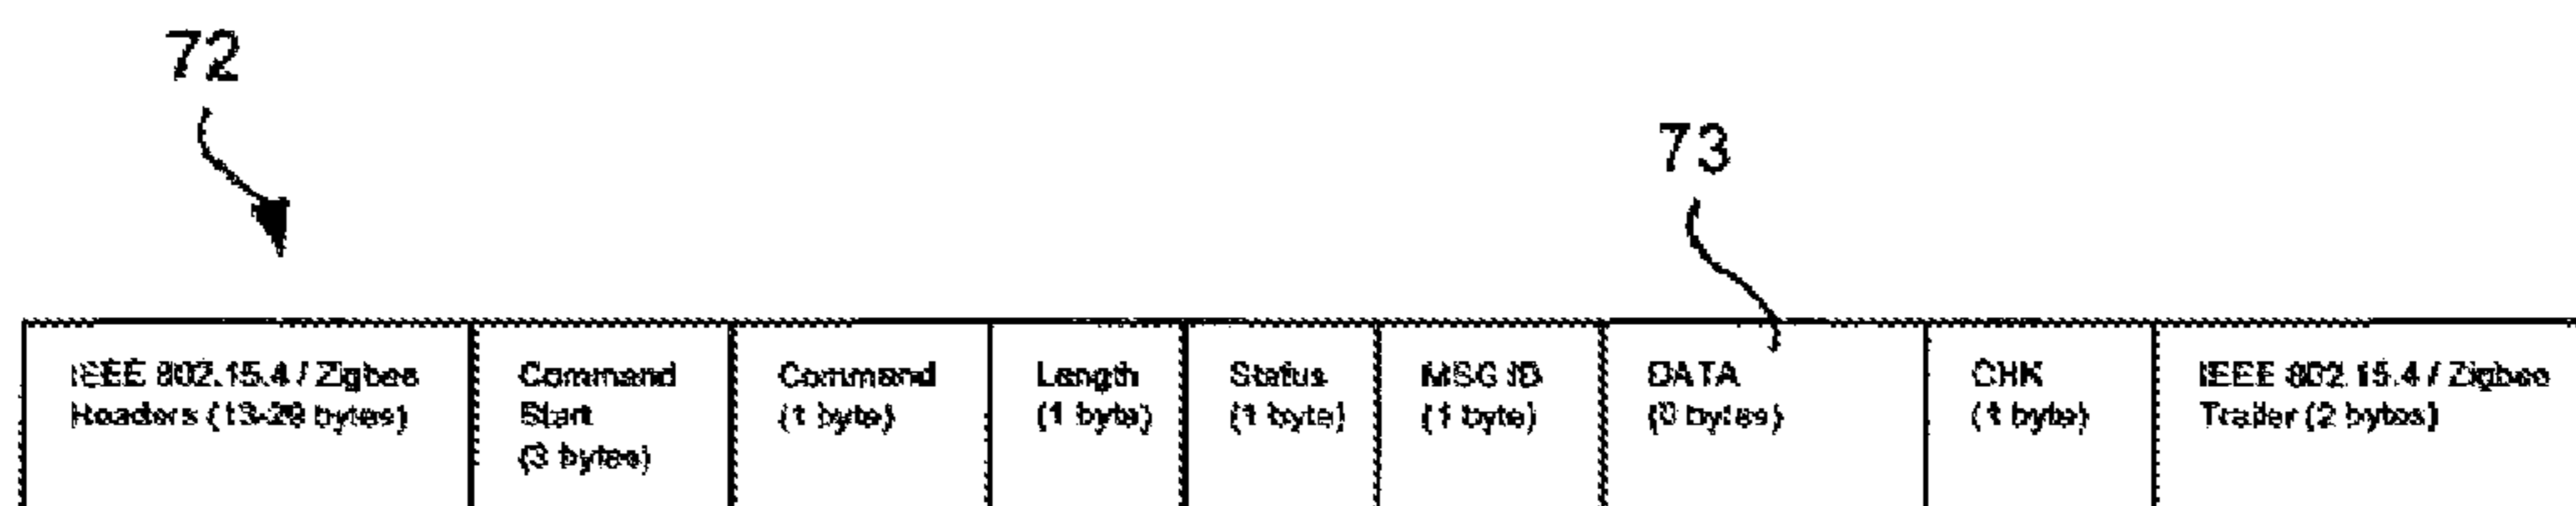 72
73
IEEE 802.15.4 / Zigbee
Headers (13-29 bytes)
Command
Start
(3 bytes)
Command
(1 byte)
Length
(1 byte)
Status
(1 byte)
MSG ID
(1 byte)
DATA
(0 bytes)
CHK
(1 byte)
IEEE 802.15.4 / Zigbee
Trailer (2 bytes)